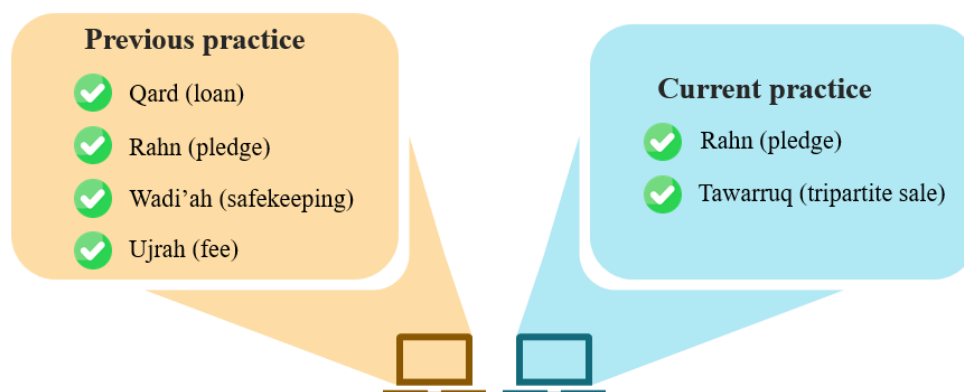 Previous practice
Qard (loan)
Rahn (pledge)
Wadi’ah (safekeeping)
Ujrah (fee)
Current practice
Rahn (pledge)
Tawarruq (tripartite sale)